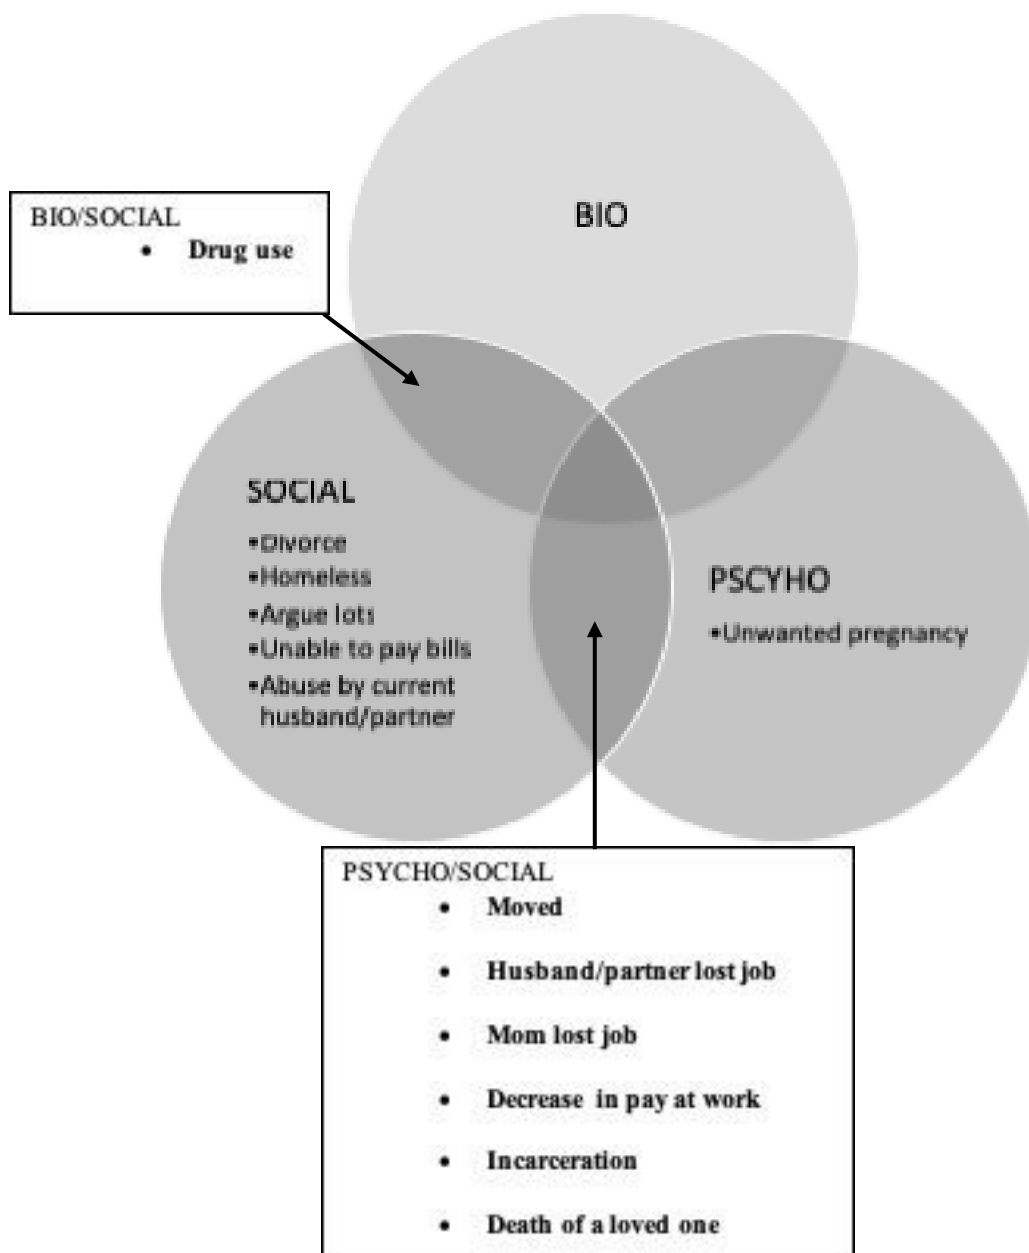 BIO
BIO/SOCIAL
• Drug use
SOCIAL
•Divorce
•Homeless
•Argue lots
•Unable to pay bills
•Abuse by current
husband/partner
PSCYHO
•Unwanted pregnancy
PSYCHO/SOCIAL
• Moved
• Husband/partner lost job
• Mom lost job
• Decrease in pay at work
• Incarceration
• Death of a loved one